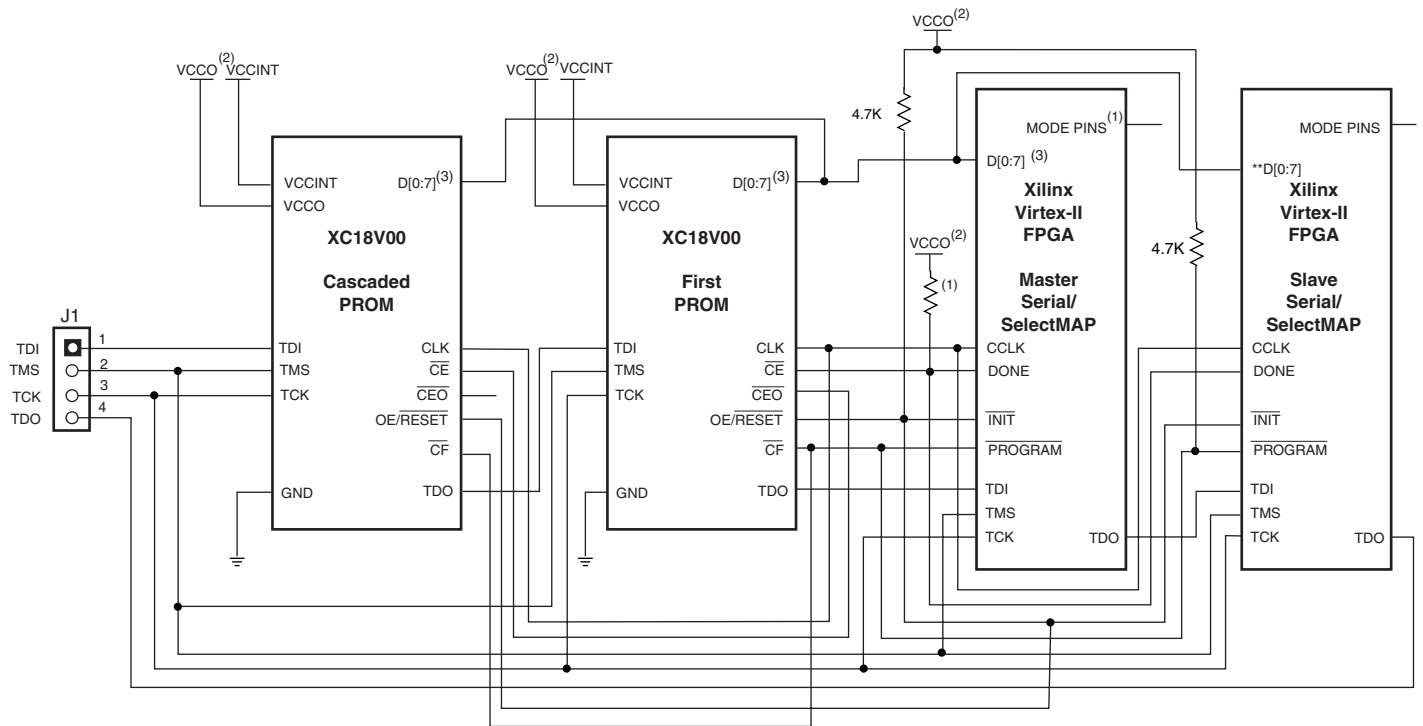 VCCO(2)
VCCO(2) VCCINT
VCCO(2) VCCINT
4.7K
MODE PINS(1)
MODE PINS
D[0:7](3)
D[0:7](3)
D[0:7](3)
**D[0:7]
VCCINT
VCCO
VCCINT
VCCO
XC18V00
Cascaded
PROM
XC18V00
First
PROM
VCCO(2)
(1)
Xilinx
Virtex-II
FPGA
Master
Serial/
SelectMAP
4.7K
Xilinx
Virtex-II
FPGA
Slave
Serial/
SelectMAP
J1
TDI
TMS
TCK
TDO
1
2
3
4
TDI
TMS
TCK
GND
CLK
CE
CEO
OE/RESET
CF
TDO
TDI
TMS
TCK
GND
CLK
CE
CEO
OE/RESET
CF
TDO
CCLK
DONE
INIT
PROGRAM
TDI
TMS
TCK
TDO
CCLK
DONE
INIT
PROGRAM
TDI
TMS
TCK
TDO